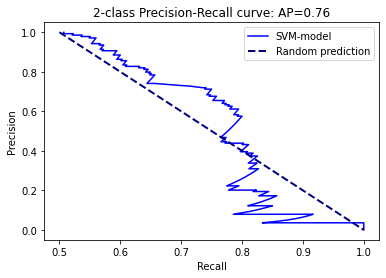 2-class Precision-Recall curve: AP=0.76
SVM-model
Random prediction
Precision
1.0
0.8
0.6
0.4
0.2
0.0
0.5
0.6
0.7
0.8
0.9
1.0
Recall